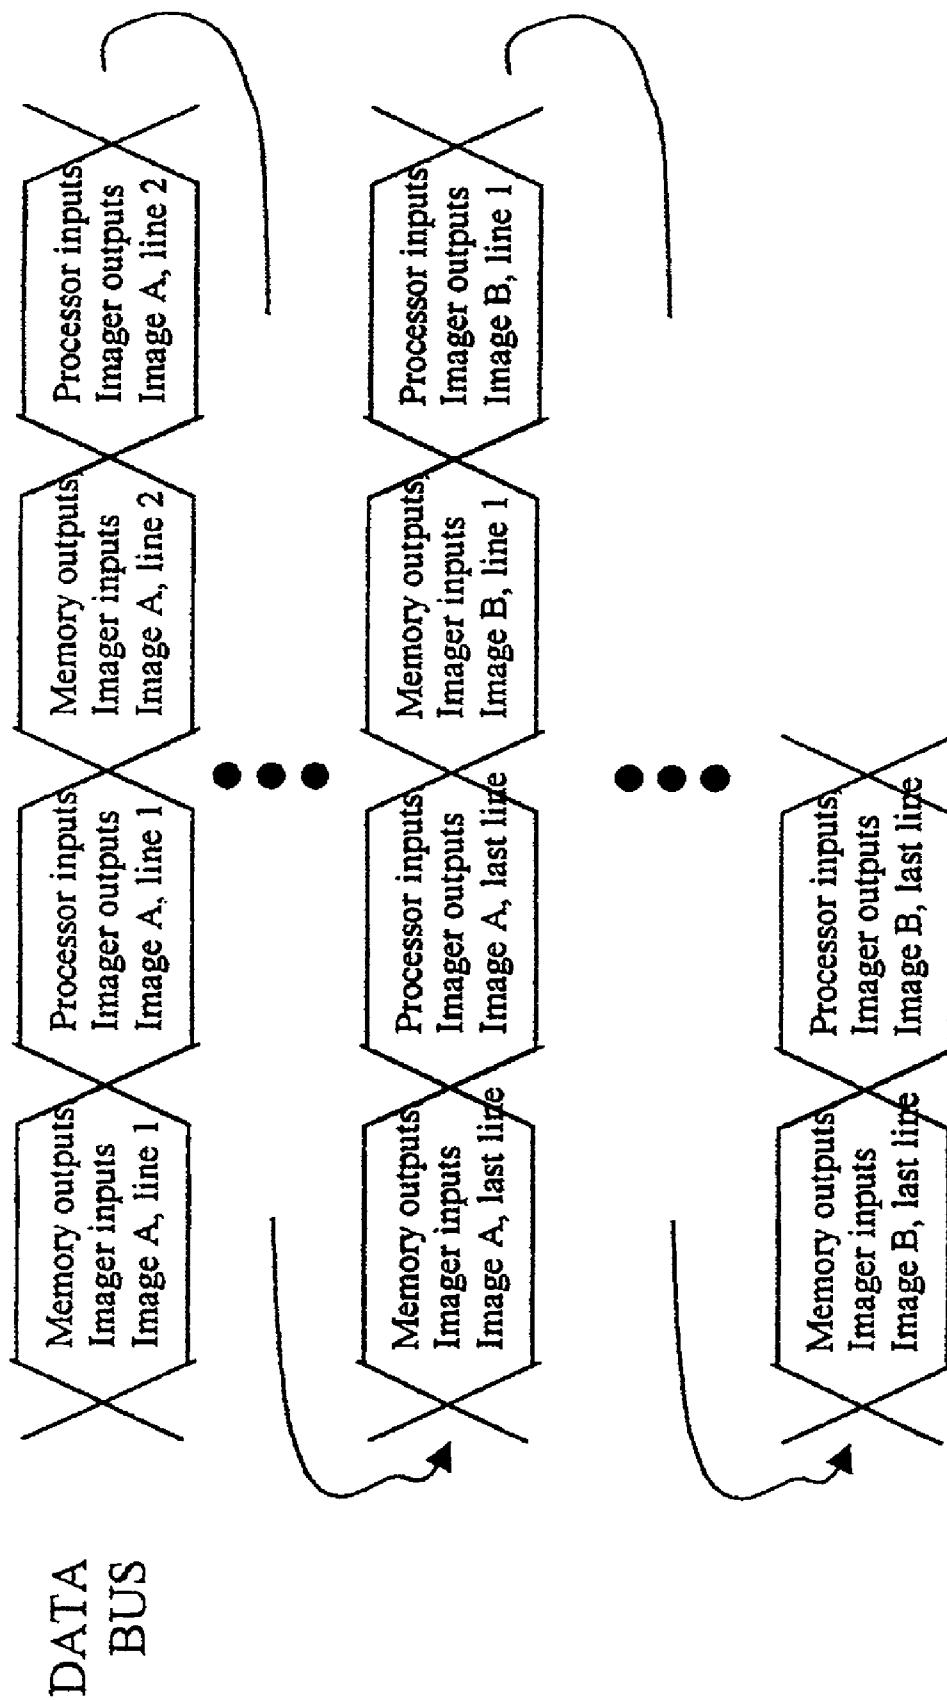 DATA
BUS
Memory outputs,
Imager inputs
Image A, line 1
Processor inputs,
Imager outputs
Image A, line 1
Memory outputs,
Imager inputs
Image A, line 2
Processor inputs,
Imager outputs
Image A, line 2
Memory outputs,
Imager inputs
Image A, last line
Processor inputs,
Imager outputs
Image A, last line
Memory outputs,
Imager inputs
Image B, line 1
Processor inputs,
Imager outputs
Image B, line 1
Memory outputs,
Imager inputs
Image B, last line
Processor inputs,
Imager outputs
Image B, last line